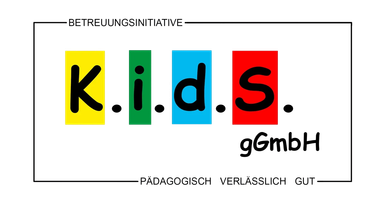 BETREUUNGSINITIATIVE
K.i.d.S.
gGmbH
PÄDAGOGISCH VERLÄSSLICH GUT